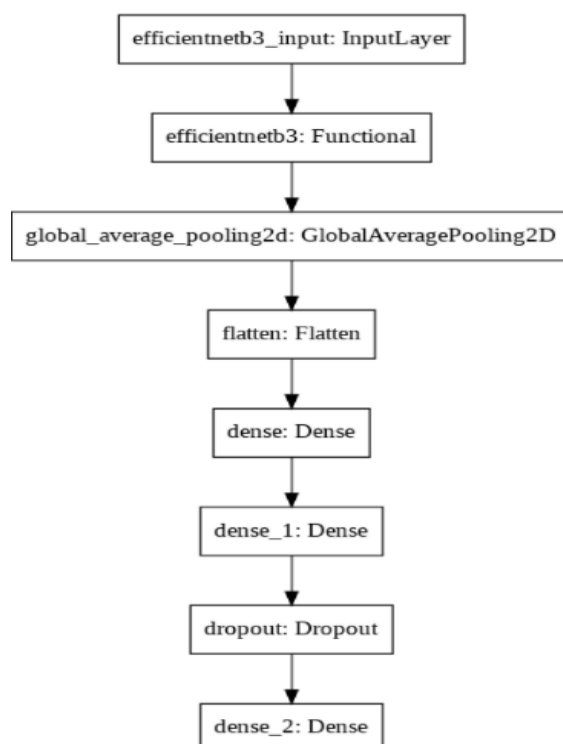 efficientnetb3_input: InputLayer
efficientnetb3: Functional
global_average_pooling2d: GlobalAveragePooling2D
flatten: Flatten
dense: Dense
dense_1: Dense
dropout: Dropout
dense_2: Dense